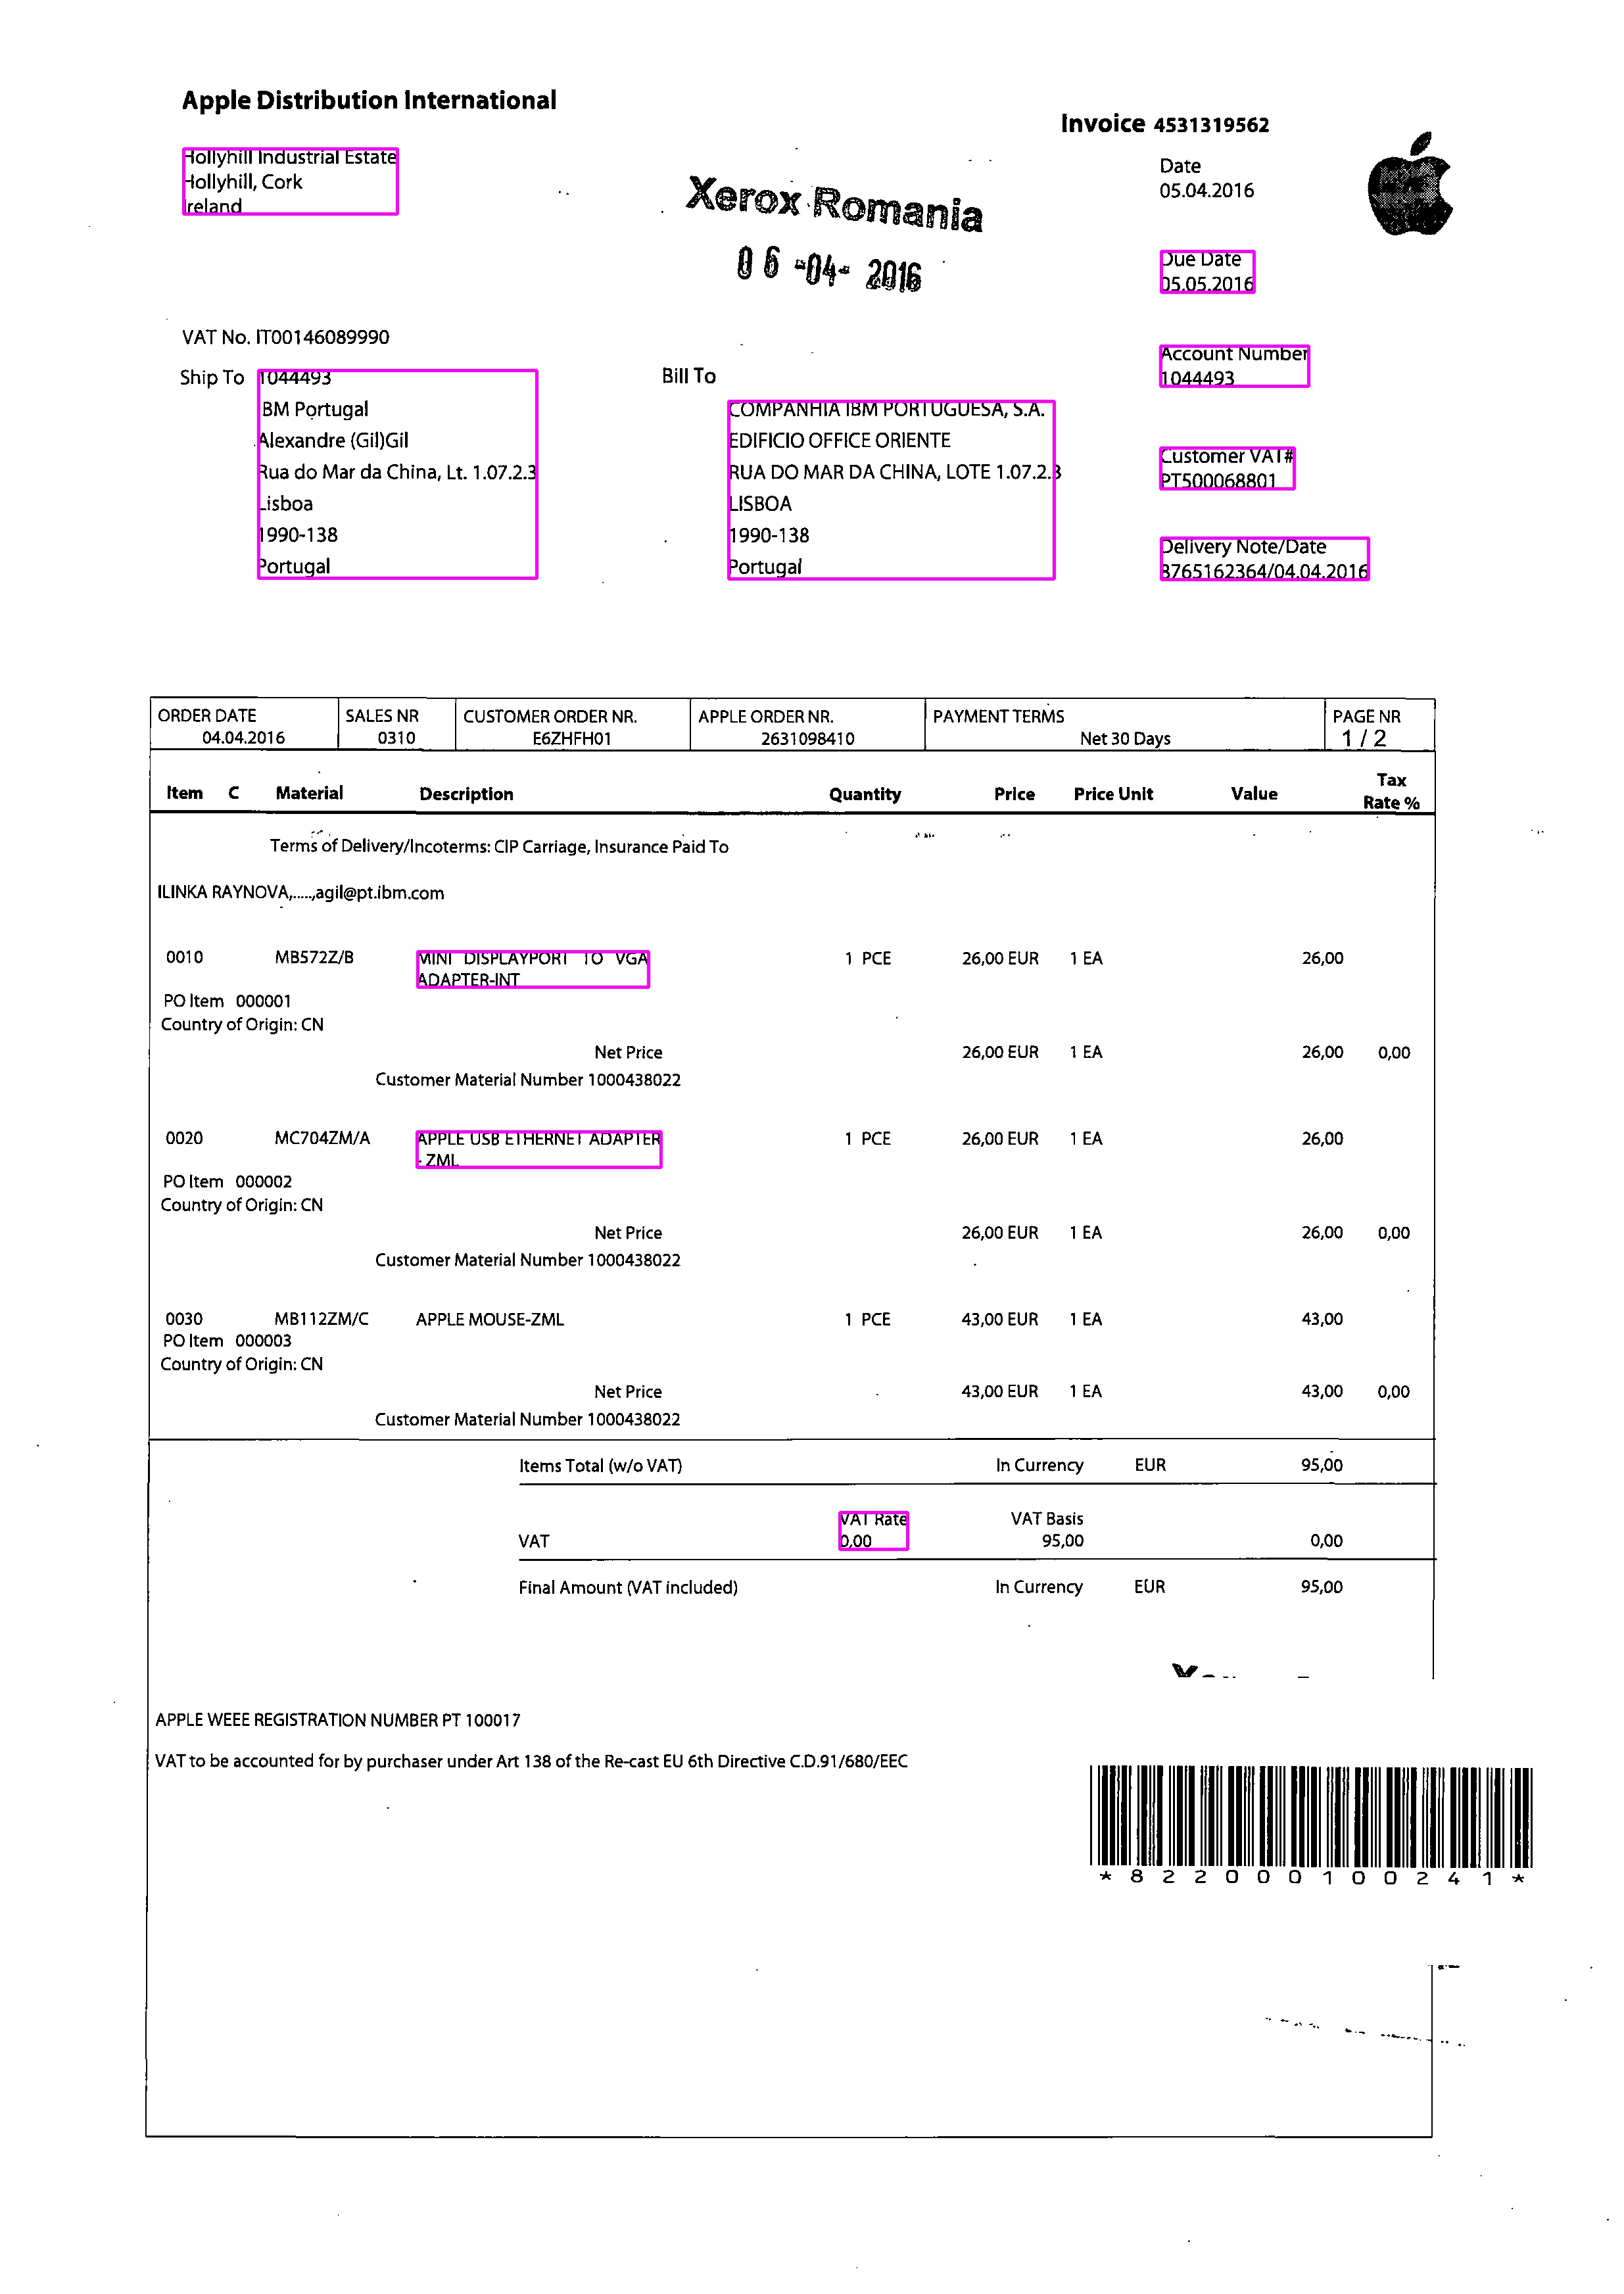 Apple Distribution International
Invoice 4531319562
Hollyhill Industrial Estate
Hollyhill, Cork
Ireland
Date
05.04.2016
Xerox Romania
06 -04- 2016
Due Date
05.05.2016
VAT No. IT00146089990
Account Number
1044493
Ship To 1044493
IBM Portugal
Alexandre (Gil)Gil
Rua do Mar da China, Lt. 1.07.2.3
Lisboa
1990-138
Portugal
Bill To
COMPANHIA IBM PORTUGUESA, S.A.
EDIFICIO OFFICE ORIENTE
RUA DO MAR DA CHINA, LOTE 1.07.2.3
LISBOA
1990-138
Portugal
Customer VAT#
PT500068801
Delivery Note/Date
8765162364/04.04.2016
ORDER DATE SALES NR CUSTOMER ORDER NR. APPLE ORDER NR. PAYMENT TERMS PAGE NR
04.04.2016 0310 E6ZHFH01 2631098410 Net 30 Days 1 / 2
Item C Material Description Quantity Price Price Unit Value Tax Rate %
Terms of Delivery/Incoterms: CIP Carriage, Insurance Paid To
ILINKA RAYNOVA,.....,agil@pt.ibm.com
0010 MB572Z/B MINI DISPLAYPORT TO VGA 1 PCE 26,00 EUR 1 EA 26,00
ADAPTER-INT
PO Item 000001
Country of Origin: CN
Net Price 26,00 EUR 1 EA 26,00 0,00
Customer Material Number 1000438022
0020 MC704ZM/A APPLE USB ETHERNET ADAPTER 1 PCE 26,00 EUR 1 EA 26,00
- ZML
PO Item 000002
Country of Origin: CN
Net Price 26,00 EUR 1 EA 26,00 0,00
Customer Material Number 1000438022
0030 MB112ZM/C APPLE MOUSE-ZML 1 PCE 43,00 EUR 1 EA 43,00
PO Item 000003
Country of Origin: CN
Net Price 43,00 EUR 1 EA 43,00 0,00
Customer Material Number 1000438022
Items Total (w/o VAT) In Currency EUR 95,00
VAT Rate VAT Basis
VAT 0,00 95,00 0,00
Final Amount (VAT included) In Currency EUR 95,00
APPLE WEEE REGISTRATION NUMBER PT 100017
VAT to be accounted for by purchaser under Art 138 of the Re-cast EU 6th Directive C.D.91/680/EEC
*822000100241*